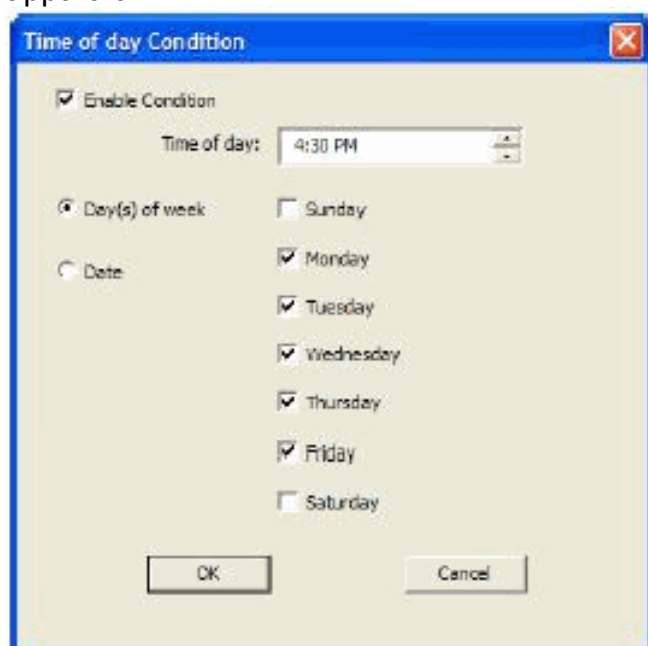 Time of day Condition
Enable Condition
Time of day: 4:30 PM
Day(s) of week
Sunday
Date
Monday
Tuesday
Wednesday
Thursday
Friday
Saturday
OK Cancel